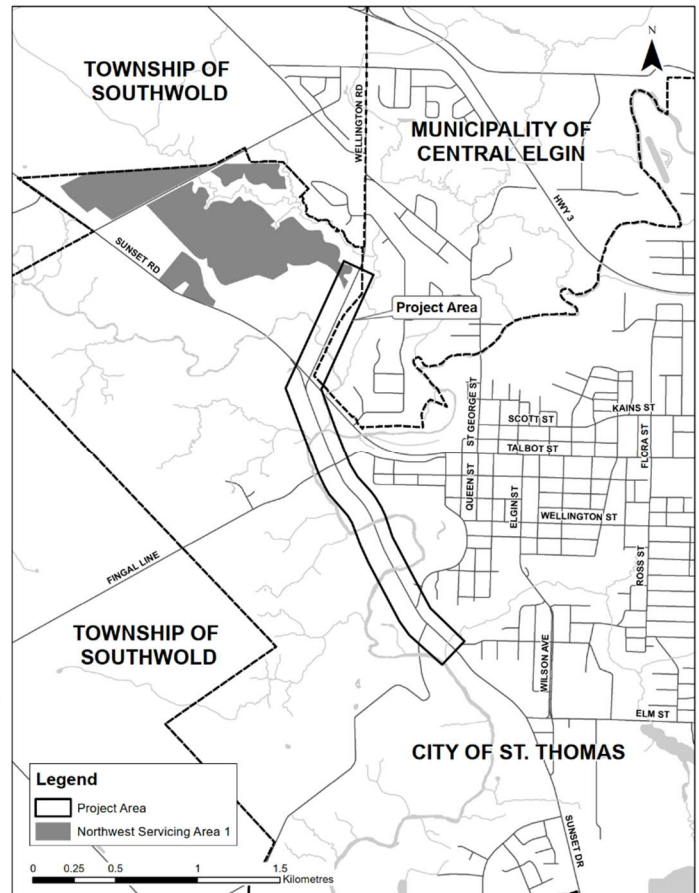 N
TOWNSHIP OF
SOUTHWOLD
WELLINGTON RD
MUNICIPALITY OF
CENTRAL ELGIN
HWY 3
SUNSET RD
Project Area
ST GEORGE ST
SCOTT ST
KAINS ST
TALBOT ST
FLORA ST
QUEEN ST
ELGIN ST
WELLINGTON ST
ROSS ST
FINGAL LINE
TOWNSHIP OF
SOUTHWOLD
WILSON AVE
ELM ST
CITY OF ST. THOMAS
SUNSET DR
Legend
Project Area
Northwest Servicing Area 1
0 0.25 0.5 1 1.5
Kilometres